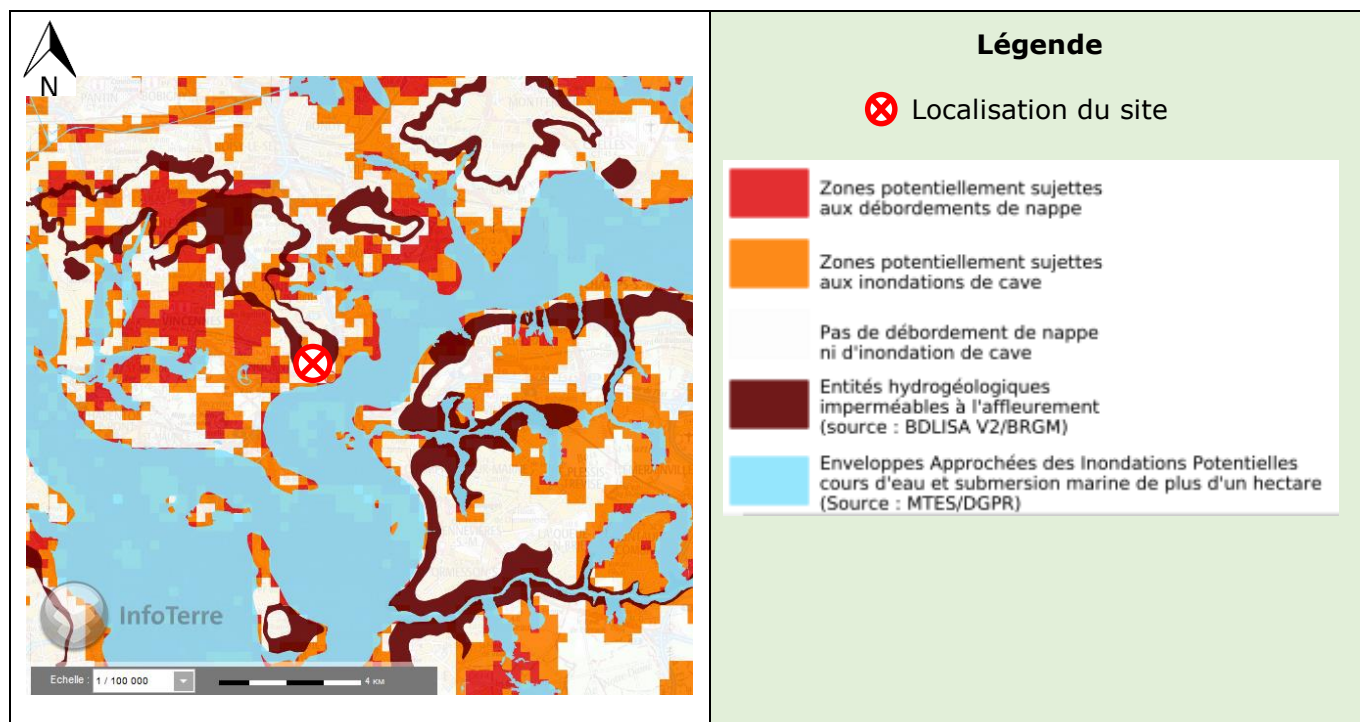 N
PANTIN
VINCENNES
InfoTerre
Echelle : 1 / 100 000
4 KM
Légende
Localisation du site
Zones potentiellement sujettes
aux débordements de nappe
Zones potentiellement sujettes
aux inondations de cave
Pas de débordement de nappe
ni d'inondation de cave
Entités hydrogéologiques
imperméables à l'affleurement
(source : BDLISA V2/BRGM)
Enveloppes Approchées des Inondations Potentielles
cours d'eau et submersion marine de plus d'un hectare
(Source : MTES/DGPR)